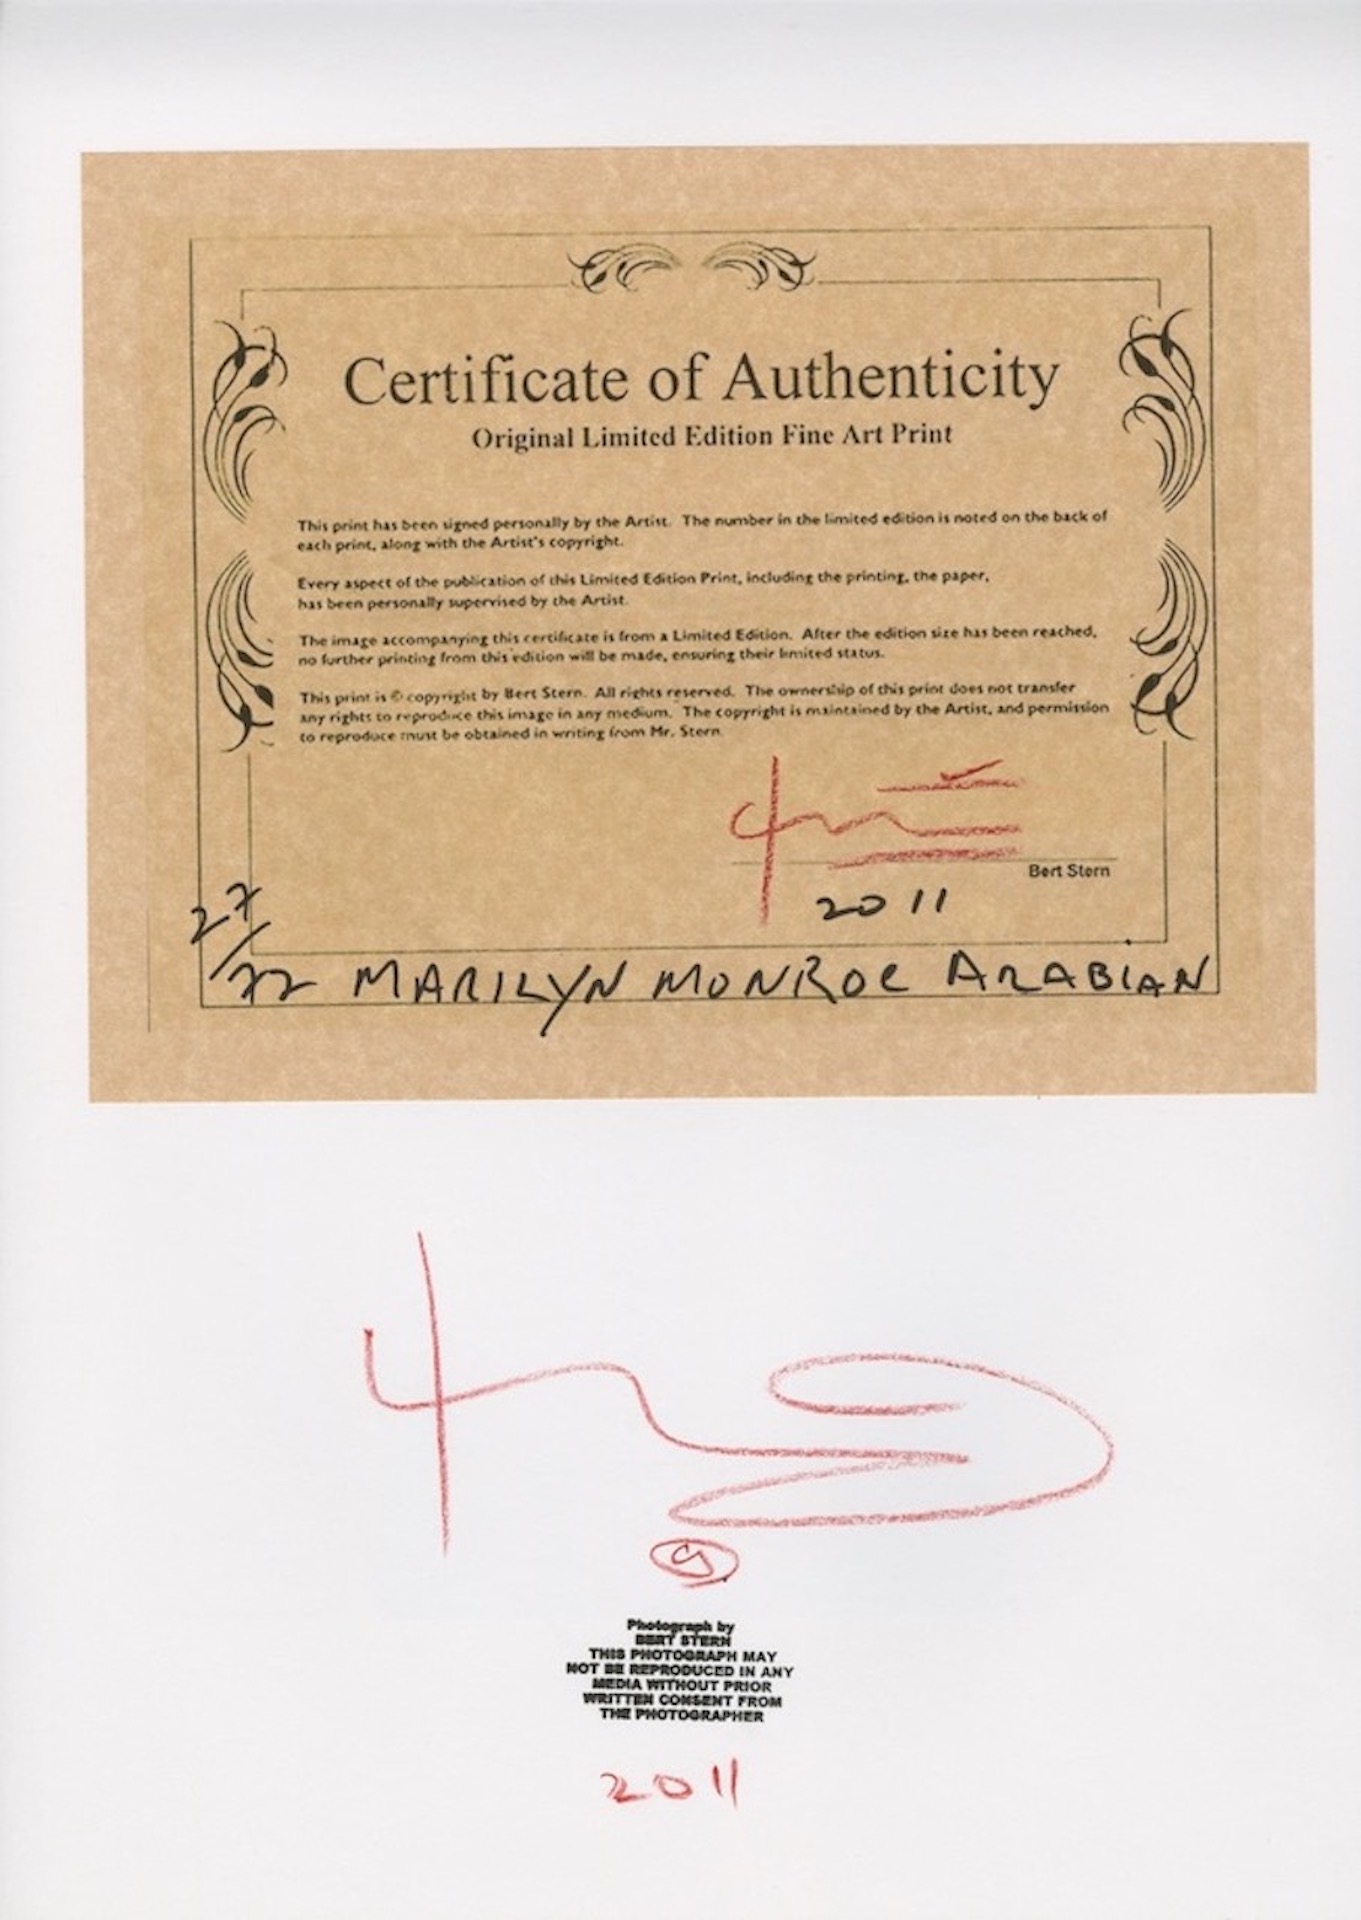 Certificate of Authenticity
Original Limited Edition Fine Art Print
This print has been signed personally by the Artist. The number in the limited edition is noted on the back of
each print, along with the Artist's copyright.
Every aspect of the publication of this Limited Edition Print, including the printing, the paper,
has been personally supervised by the Artist.
The image accompanying this certificate is from a Limited Edition. After the edition size has been reached,
no further printing from this edition will be made, ensuring their limited status.
This print is © copyright by Bert Stern. All rights reserved. The ownership of this print does not transfer
any rights to reproduce this image in any medium. The copyright is maintained by the Artist, and permission
to reproduce must be obtained in writing from Mr. Stern.
Bert Stern
2011
27/72 MARILYN MONROE ARABIAN
Photograph by
BERT STERN
THIS PHOTOGRAPH MAY
NOT BE REPRODUCED IN ANY
MEDIA WITHOUT PRIOR
WRITTEN CONSENT FROM
THE PHOTOGRAPHER
2011